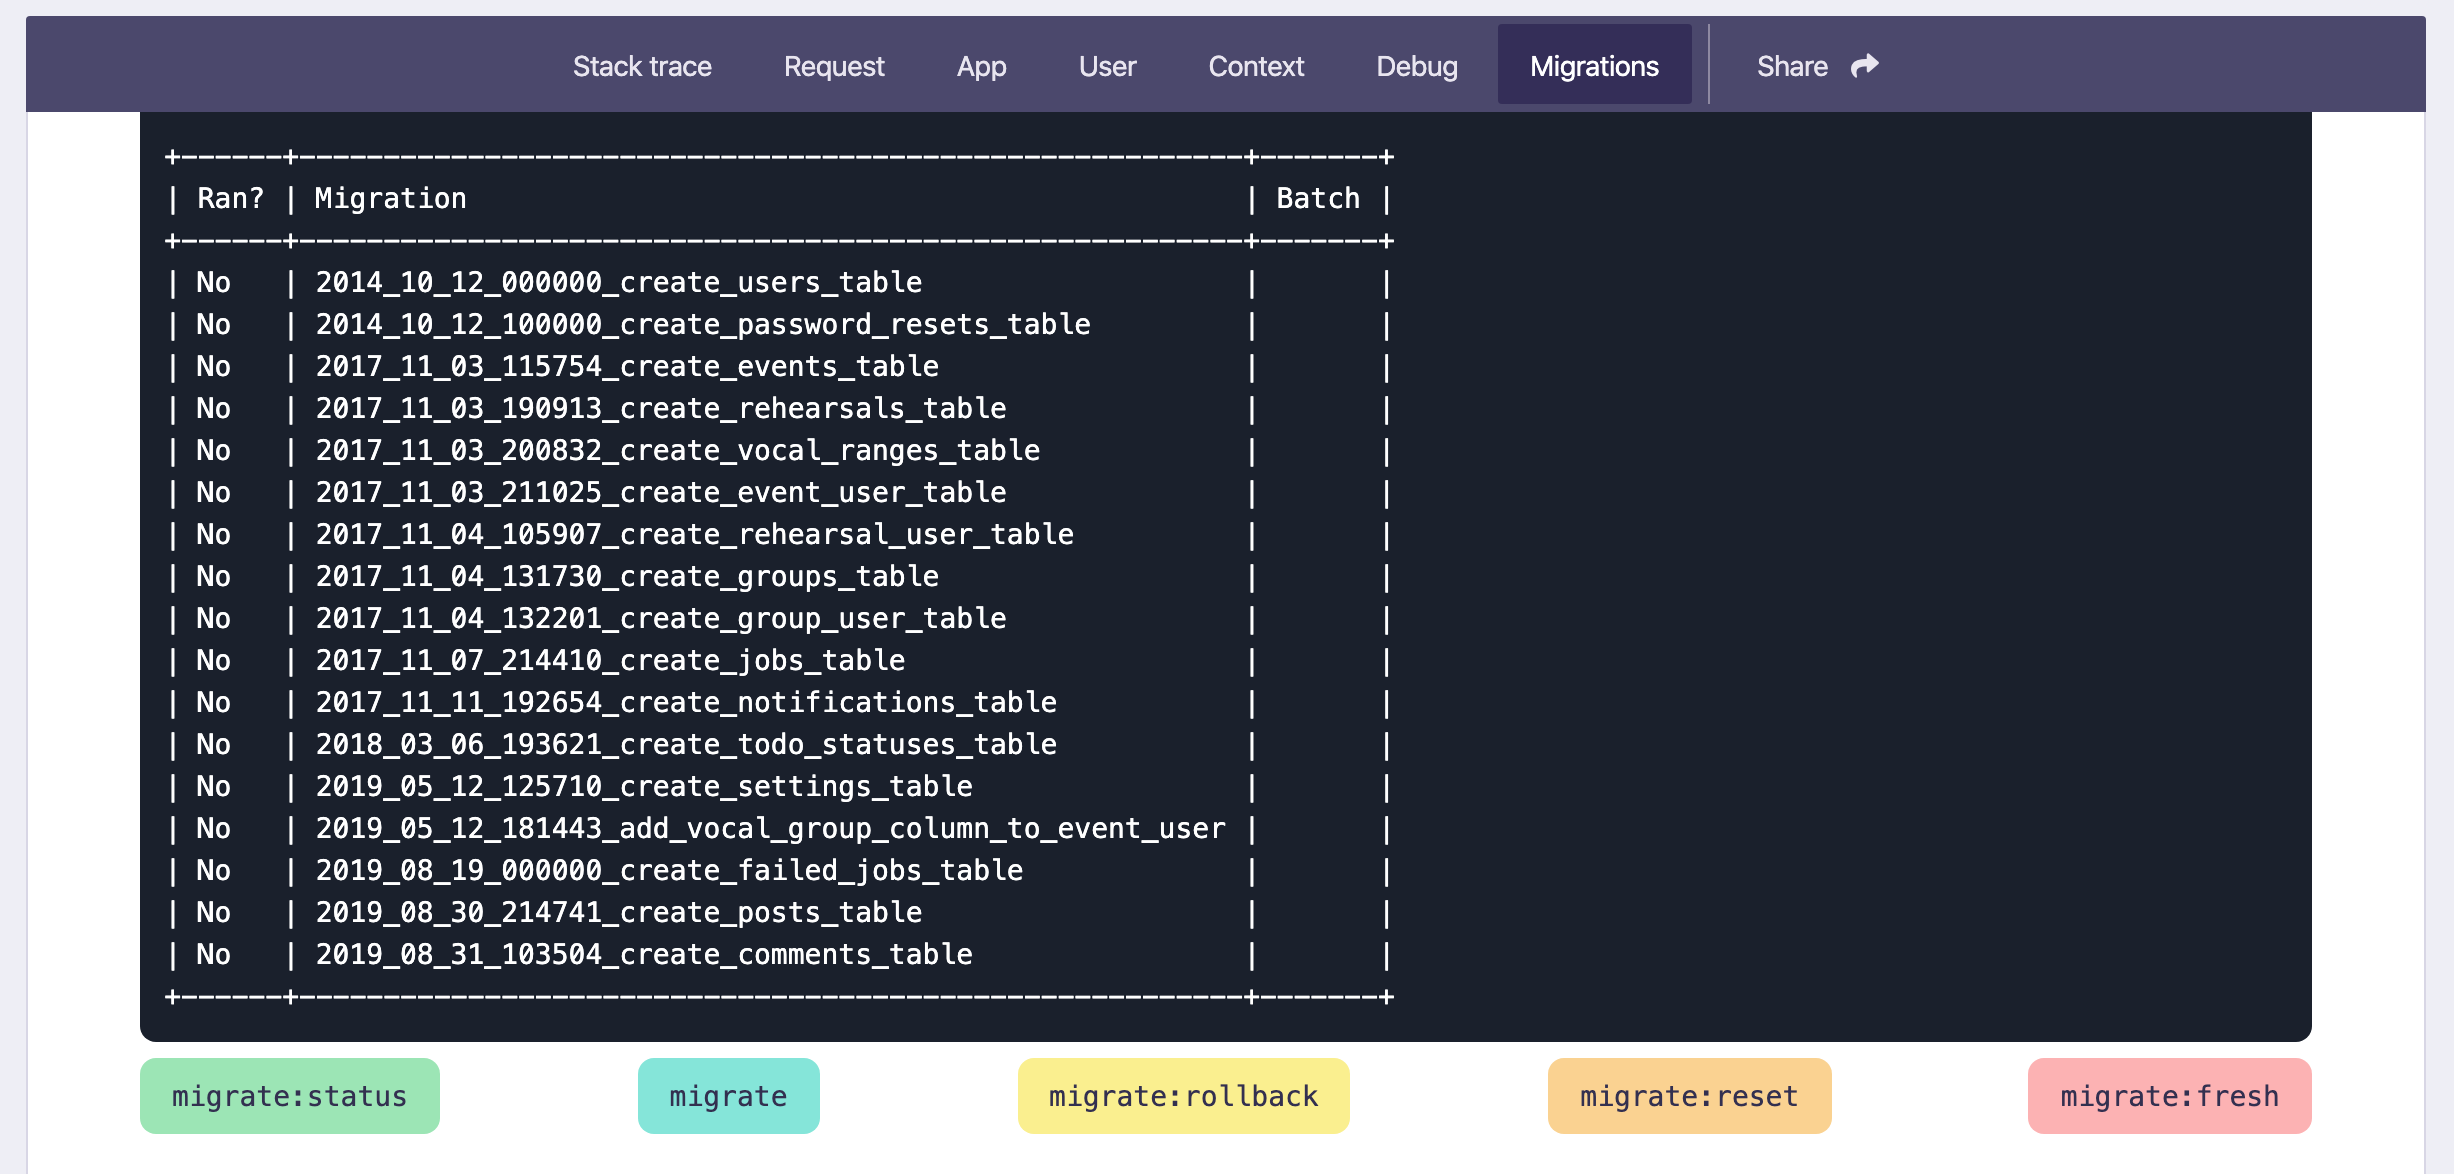 Stack trace Request App User Context Debug Migrations Share
+------+--------------------------------------------------------+-------+
| Ran? | Migration                                              | Batch |
+------+--------------------------------------------------------+-------+
| No   | 2014_10_12_000000_create_users_table                   |       |
| No   | 2014_10_12_100000_create_password_resets_table         |       |
| No   | 2017_11_03_115754_create_events_table                  |       |
| No   | 2017_11_03_190913_create_rehearsals_table              |       |
| No   | 2017_11_03_200832_create_vocal_ranges_table            |       |
| No   | 2017_11_03_211025_create_event_user_table              |       |
| No   | 2017_11_04_105907_create_rehearsal_user_table          |       |
| No   | 2017_11_04_131730_create_groups_table                  |       |
| No   | 2017_11_04_132201_create_group_user_table              |       |
| No   | 2017_11_07_214410_create_jobs_table                    |       |
| No   | 2017_11_11_192654_create_notifications_table           |       |
| No   | 2018_03_06_193621_create_todo_statuses_table           |       |
| No   | 2019_05_12_125710_create_settings_table                |       |
| No   | 2019_05_12_181443_add_vocal_group_column_to_event_user |       |
| No   | 2019_08_19_000000_create_failed_jobs_table             |       |
| No   | 2019_08_30_214741_create_posts_table                   |       |
| No   | 2019_08_31_103504_create_comments_table                |       |
+------+--------------------------------------------------------+-------+
migrate:status migrate migrate:rollback migrate:reset migrate:fresh